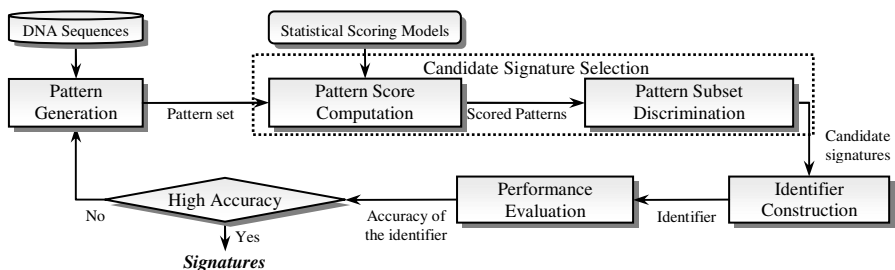 DNA Sequences
Statistical Scoring Models
Candidate Signature Selection
Pattern
Generation
Pattern set
Pattern Score
Computation
Scored Patterns
Pattern Subset
Discrimination
Candidate
signatures
Identifier
Construction
Identifier
Performance
Evaluation
Accuracy of
the identifier
High Accuracy
No
Yes
Signatures